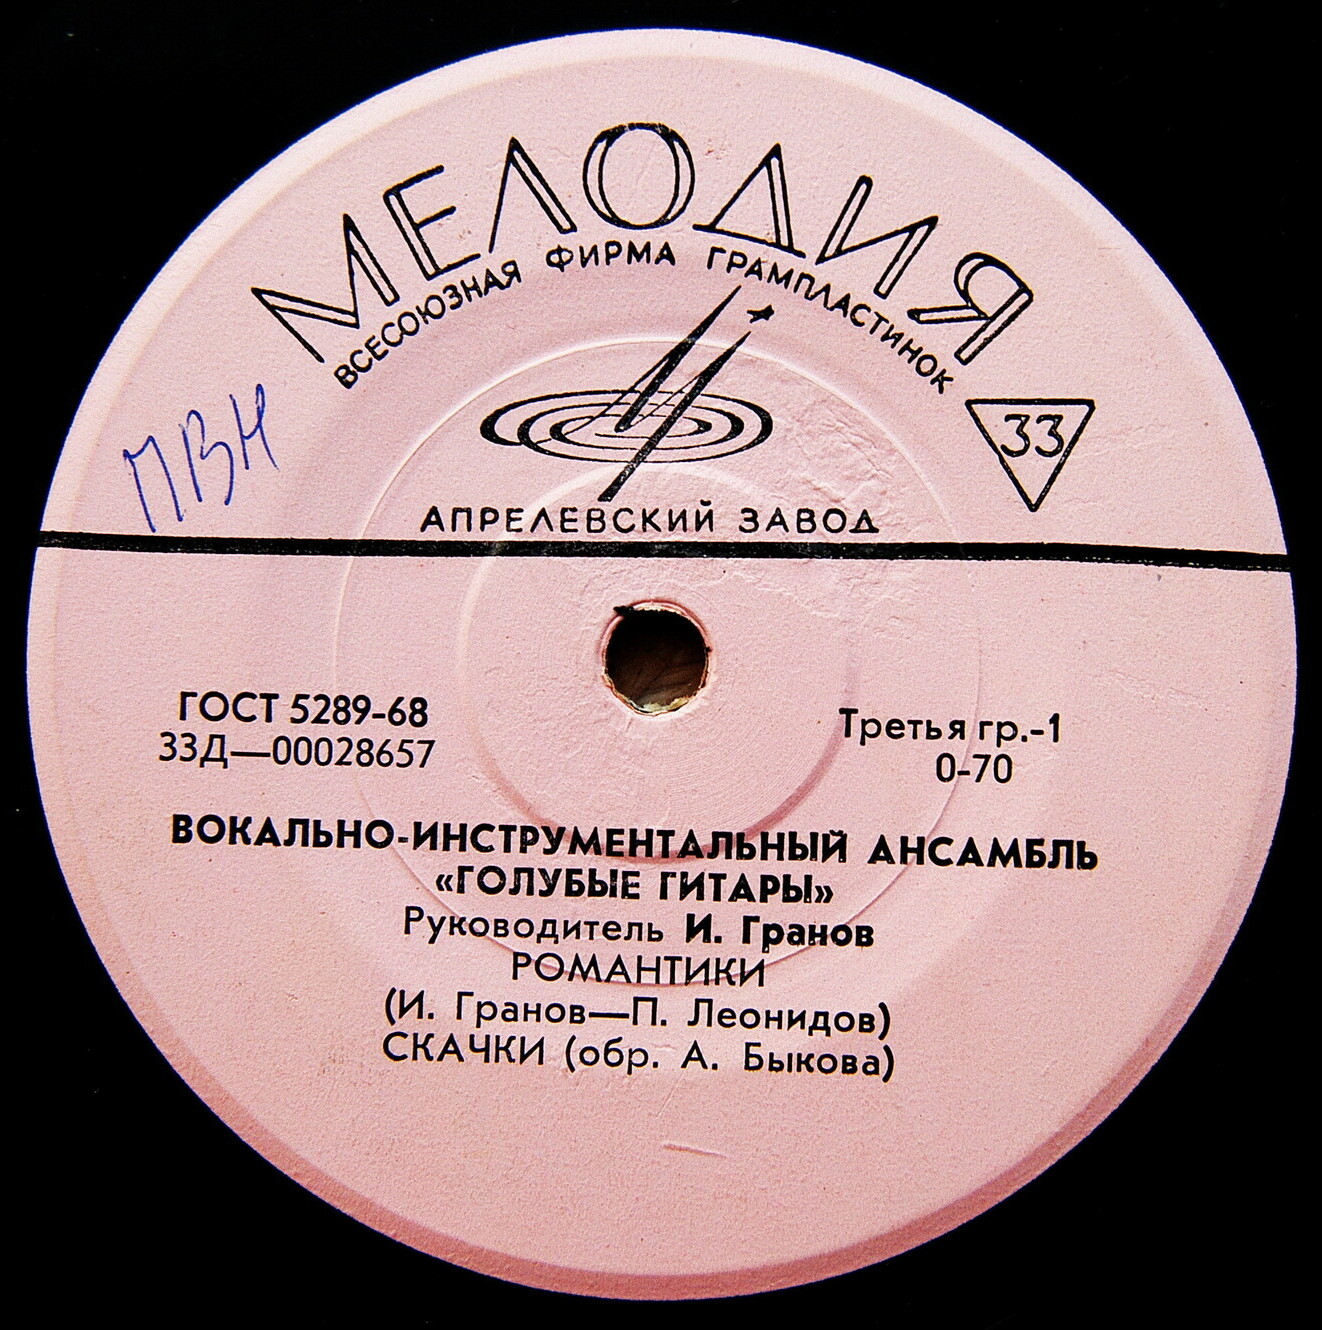 МЕЛОДИЯ
ВСЕСОЮЗНАЯ ФИРМА ГРАМПЛАСТИНОК
33
ПВН
АПРЕЛЕВСКИЙ ЗАВОД
ГОСТ 5289-68
33Д—00028657
Третья гр.-1
0-70
ВОКАЛЬНО-ИНСТРУМЕНТАЛЬНЫЙ АНСАМБЛЬ
«ГОЛУБЫЕ ГИТАРЫ»
Руководитель И. Гранов
РОМАНТИКИ
(И. Гранов—П. Леонидов)
СКАЧКИ (обр. А. Быкова)